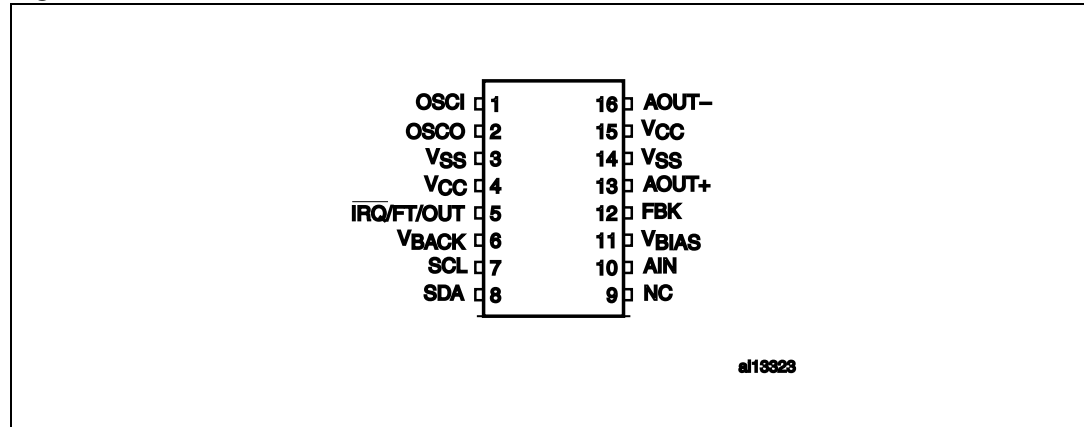 OSCI 1 16 AOUT–
OSCO 2 15 VCC
VSS 3 14 VSS
VCC 4 13 AOUT+
IRQ/FT/OUT 5 12 FBK
VBACK 6 11 VBIAS
SCL 7 10 AIN
SDA 8 9 NC
ai13323